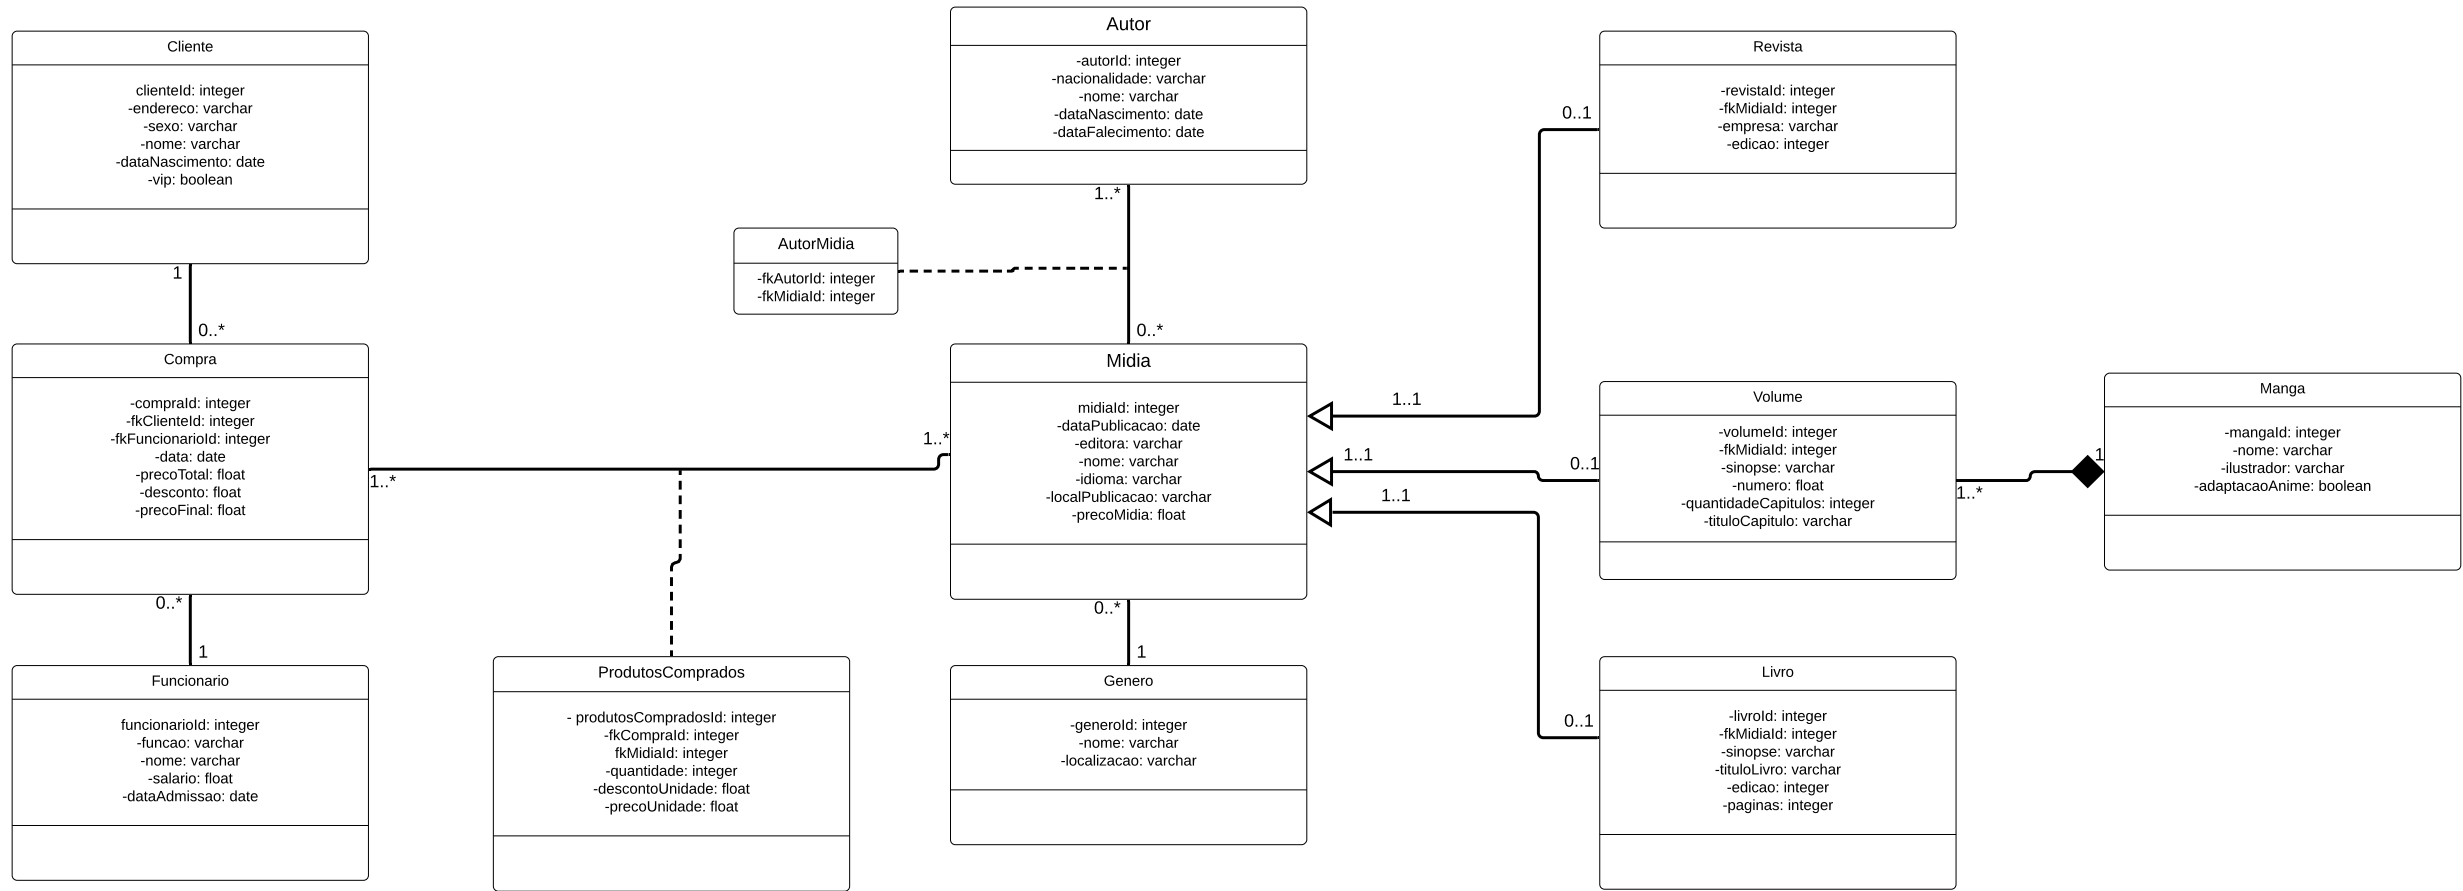 Cliente
clienteId: integer
-endereco: varchar
-sexo: varchar
-nome: varchar
-dataNascimento: date
-vip: boolean
1
0..*
Compra
-compraId: integer
-fkClienteId: integer
-fkFuncionarioId: integer
-data: date
-precoTotal: float
-desconto: float
-precoFinal: float
0..*
1
Funcionario
funcionarioId: integer
-funcao: varchar
-nome: varchar
-salario: float
-dataAdmissao: date
1..*
1..*
ProdutosComprados
- produtosCompradosId: integer
-fkCompraId: integer
fkMidiaId: integer
-quantidade: integer
-descontoUnidade: float
-precoUnidade: float
Autor
-autorId: integer
-nacionalidade: varchar
-nome: varchar
-dataNascimento: date
-dataFalecimento: date
1..*
AutorMidia
-fkAutorId: integer
-fkMidiaId: integer
0..*
Midia
midiaId: integer
-dataPublicacao: date
-editora: varchar
-nome: varchar
-idioma: varchar
-localPublicacao: varchar
-precoMidia: float
0..*
1
Genero
-generoId: integer
-nome: varchar
-localizacao: varchar
Revista
-revistaId: integer
-fkMidiaId: integer
-empresa: varchar
-edicao: integer
0..1
1..1
1..1
0..1
1..1
0..1
Volume
-volumeId: integer
-fkMidiaId: integer
-sinopse: varchar
-numero: float
-quantidadeCapitulos: integer
-tituloCapitulo: varchar
1..*
1
Manga
-mangaId: integer
-nome: varchar
-ilustrador: varchar
-adaptacaoAnime: boolean
Livro
-livroId: integer
-fkMidiaId: integer
-sinopse: varchar
-tituloLivro: varchar
-edicao: integer
-paginas: integer